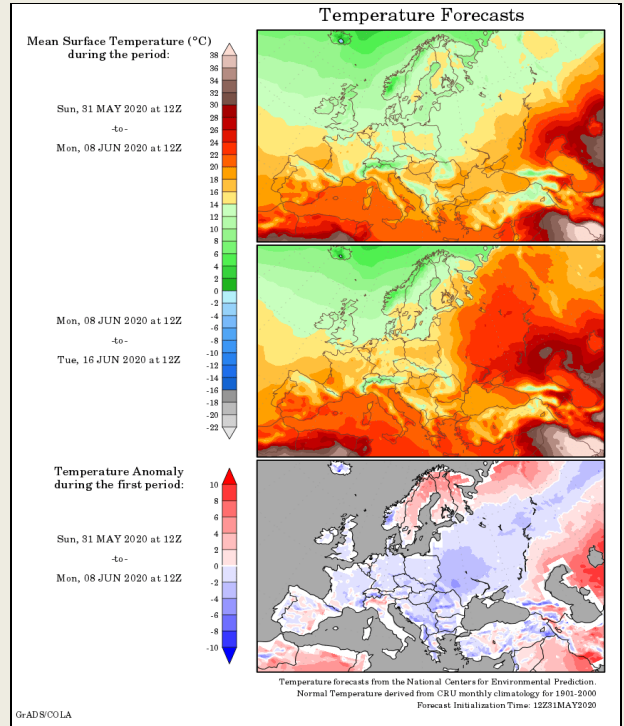 Temperature Forecasts
Mean Surface Temperature (°C)
during the period:
38
36
34
32
30
28
26
24
22
20
18
16
14
12
10
8
6
4
2
0
-2
-4
-6
-8
-10
-12
-14
-16
-18
-20
-22
Sun, 31 MAY 2020 at 12Z
-to-
Mon, 08 JUN 2020 at 12Z
Mon, 08 JUN 2020 at 12Z
-to-
Tue, 16 JUN 2020 at 12Z
Temperature Anomaly
during the first period:
10
8
6
4
2
0
-2
-4
-6
-8
-10
Sun, 31 MAY 2020 at 12Z
-to-
Mon, 08 JUN 2020 at 12Z
Temperature forecasts from the National Centers for Environmental Prediction.
Normal Temperature derived from CRU monthly climatology for 1901-2000
Forecast Initialization Time: 12Z31MAY2020
GrADS/COLA